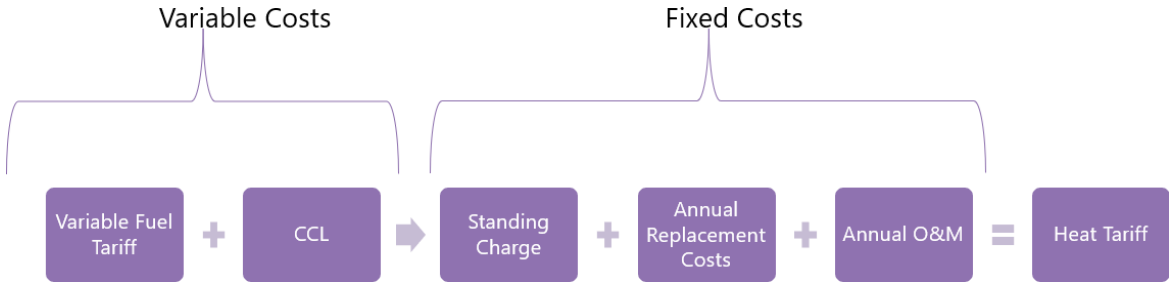 Variable Costs
Fixed Costs
Variable Fuel
Tariff
+
CCL
Standing
Charge
+
Annual
Replacement
Costs
+
Annual O&M
=
Heat Tariff